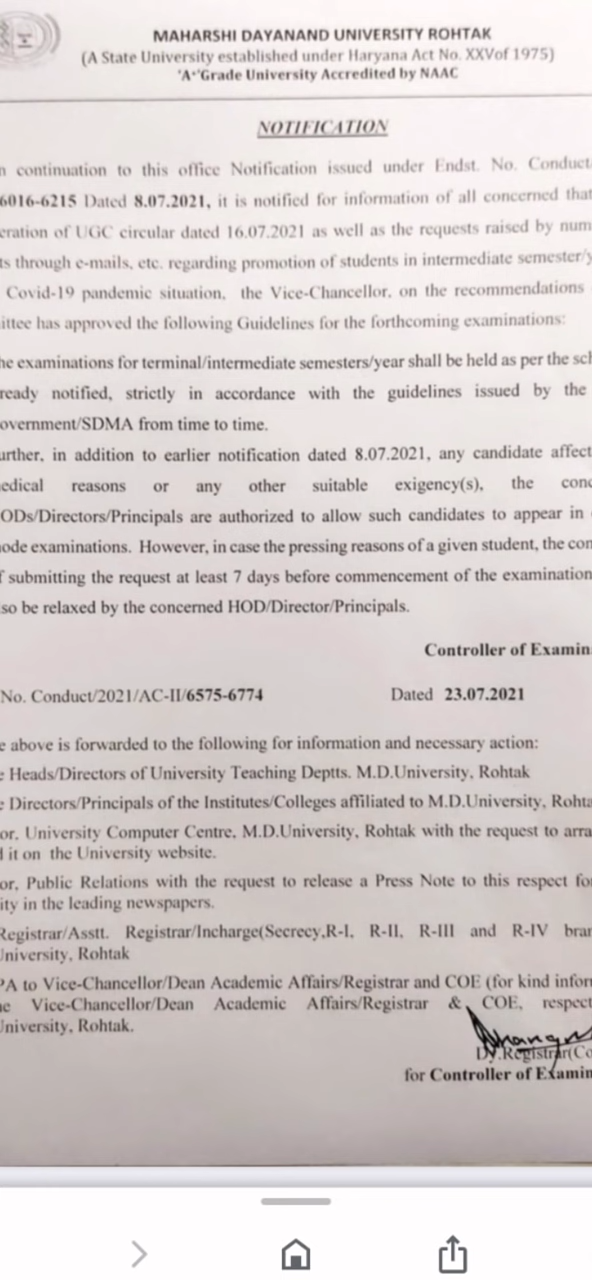 MAHARSHI DAYANAND UNIVERSITY ROHTAK
(A State University established under Haryana Act No. XXVof 1975)
'A+'Grade University Accredited by NAAC
NOTIFICATION
n continuation to this office Notification issued under Endst. No. Conduct
6016-6215 Dated 8.07.2021, it is notified for information of all concerned that
eration of UGC circular dated 16.07.2021 as well as the requests raised by num
ts through e-mails, etc. regarding promotion of students in intermediate semester/y
Covid-19 pandemic situation, the Vice-Chancellor, on the recommendations
ittee has approved the following Guidelines for the forthcoming examinations:
he examinations for terminal/intermediate semesters/year shall be held as per the sch
ready notified, strictly in accordance with the guidelines issued by the
overnment/SDMA from time to time.
urther, in addition to earlier notification dated 8.07.2021, any candidate affect
edical reasons or any other suitable exigency(s), the conc
ODs/Directors/Principals are authorized to allow such candidates to appear in
ode examinations. However, in case the pressing reasons of a given student, the con
f submitting the request at least 7 days before commencement of the examination
so be relaxed by the concerned HOD/Director/Principals.
Controller of Examin
No. Conduct/2021/AC-II/6575-6774 Dated 23.07.2021
e above is forwarded to the following for information and necessary action:
e Heads/Directors of University Teaching Deptts. M.D.University, Rohtak
e Directors/Principals of the Institutes/Colleges affiliated to M.D.University, Rohta
or, University Computer Centre, M.D.University, Rohtak with the request to arra
d it on the University website.
or, Public Relations with the request to release a Press Note to this respect for
ity in the leading newspapers.
Registrar/Asstt. Registrar/Incharge(Secrecy,R-I, R-II, R-III and R-IV bran
University, Rohtak
PA to Vice-Chancellor/Dean Academic Affairs/Registrar and COE (for kind inform
he Vice-Chancellor/Dean Academic Affairs/Registrar & COE, respect
University, Rohtak.
Dy.Registrar(Co
for Controller of Examin